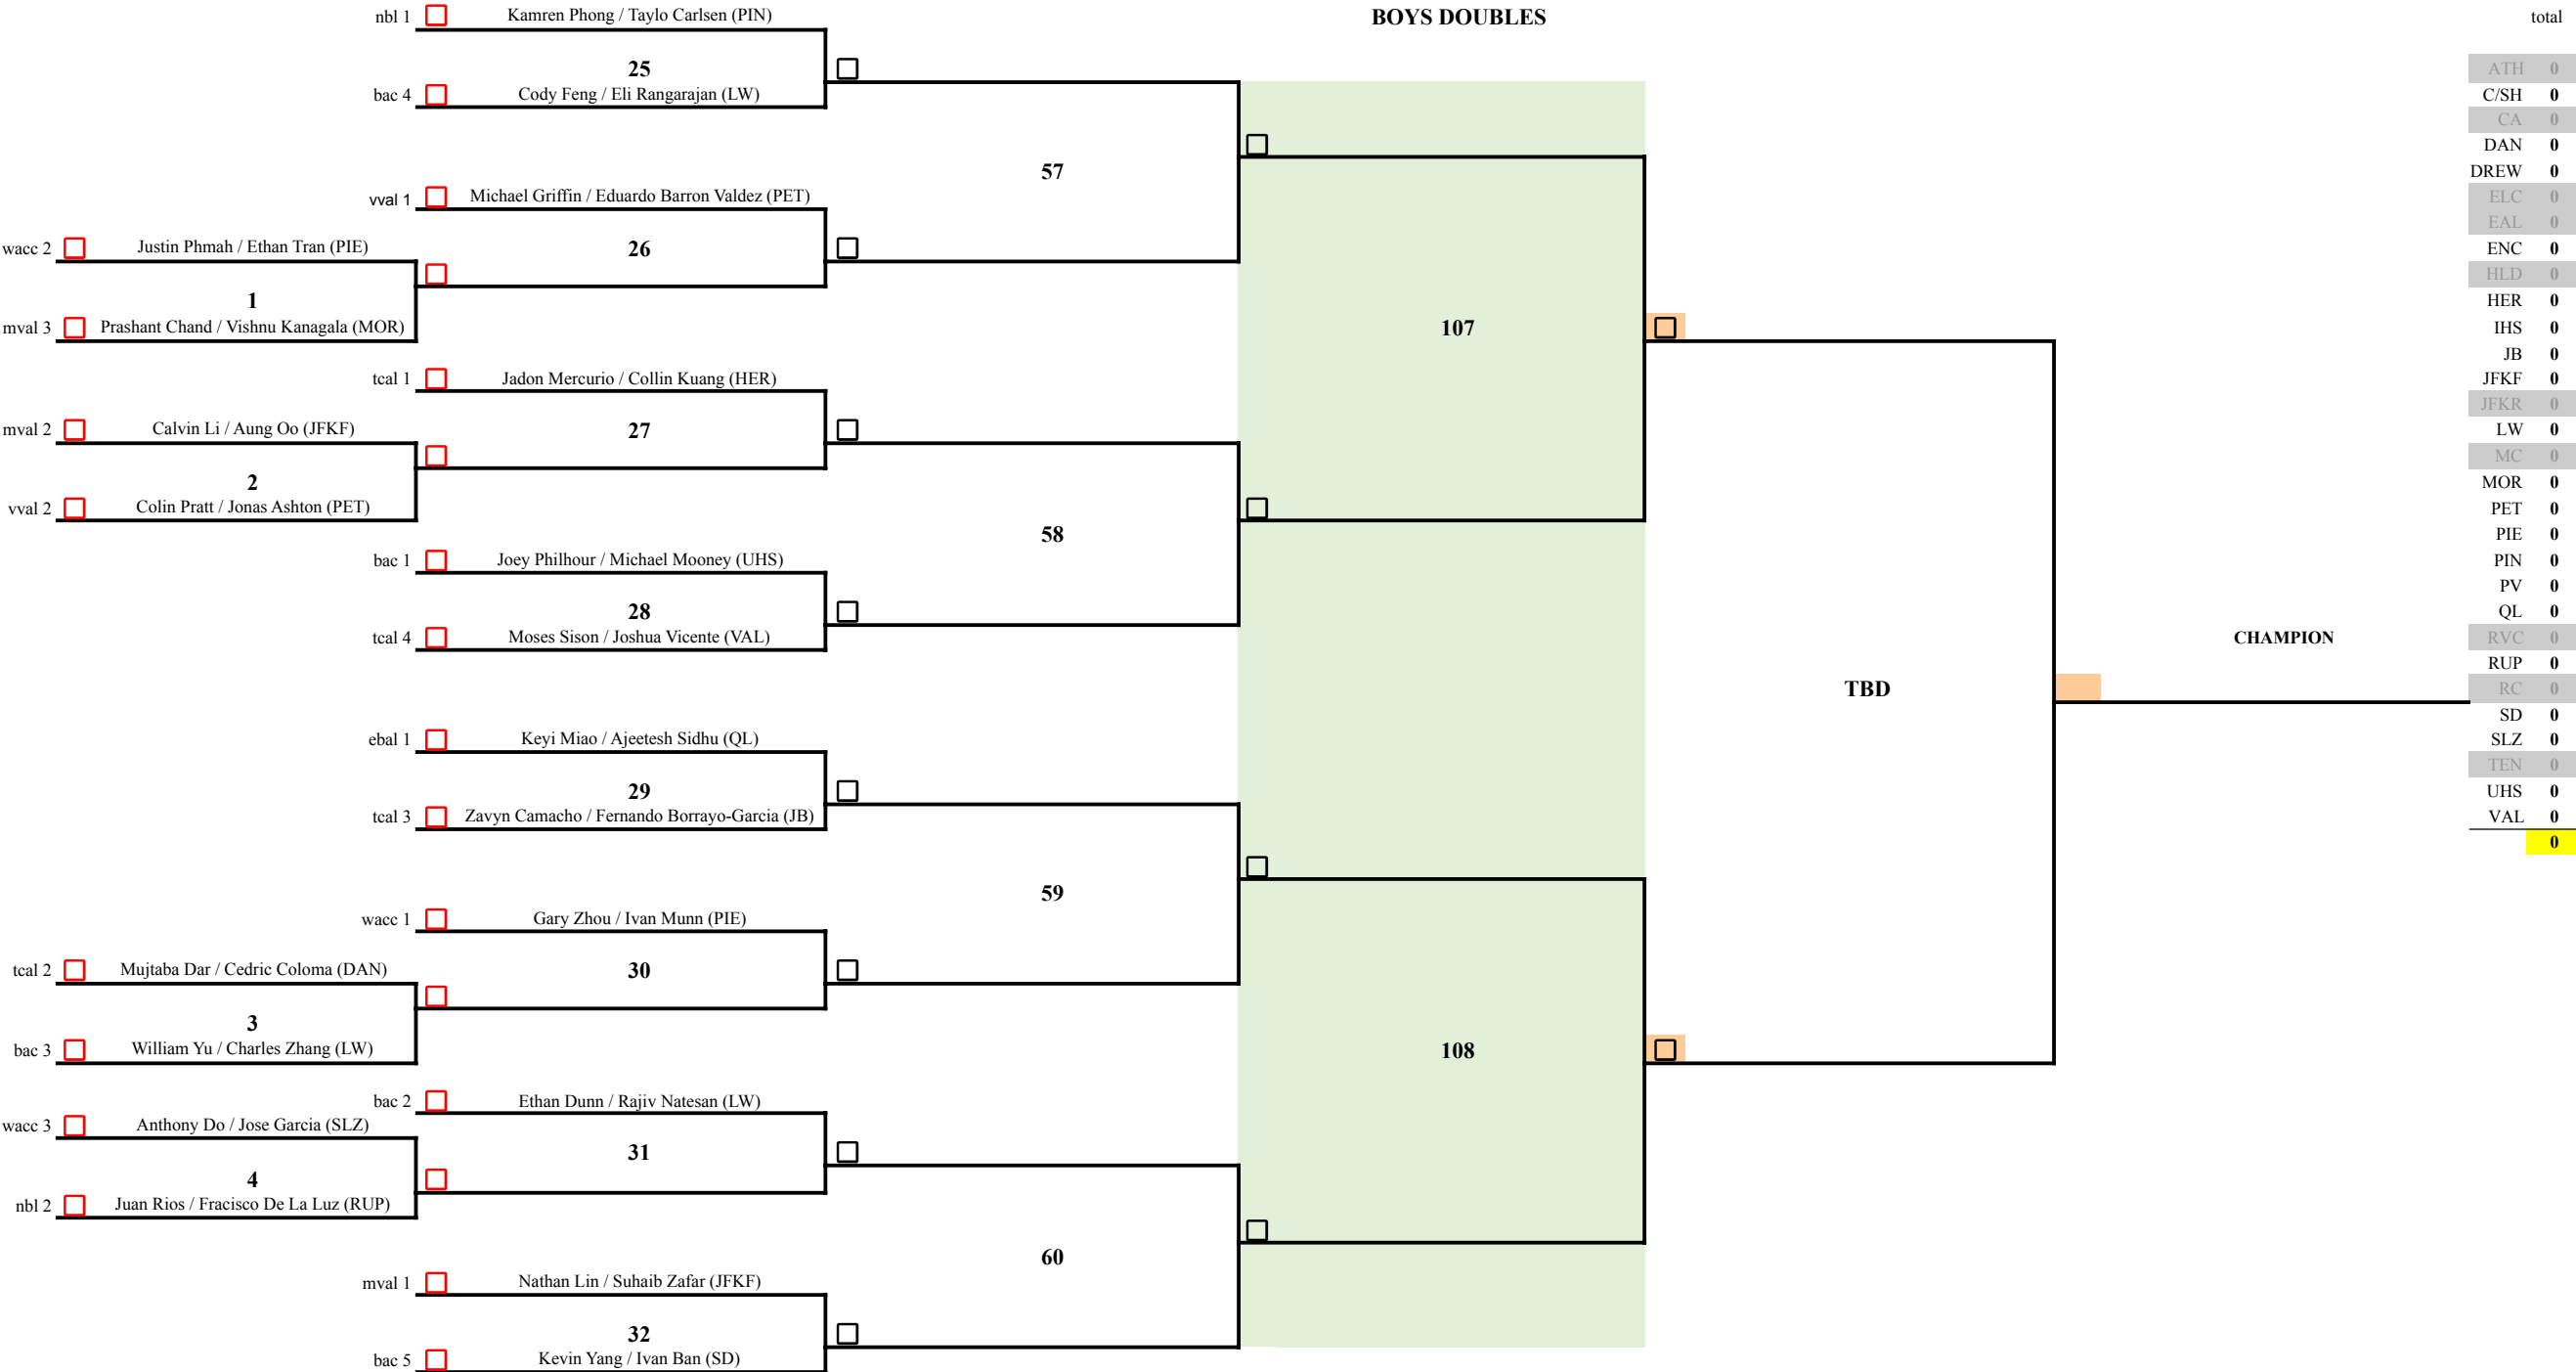 BOYS DOUBLES
total
nbl 1 Kamren Phong / Taylo Carlsen (PIN)
25
bac 4 Cody Feng / Eli Rangarajan (LW)
57
vval 1 Michael Griffin / Eduardo Barron Valdez (PET)
26
wacc 2 Justin Phmah / Ethan Tran (PIE)
1
mval 3 Prashant Chand / Vishnu Kanagala (MOR)
107
tcal 1 Jadon Mercurio / Collin Kuang (HER)
27
mval 2 Calvin Li / Aung Oo (JFKF)
2
vval 2 Colin Pratt / Jonas Ashton (PET)
58
bac 1 Joey Philhour / Michael Mooney (UHS)
28
tcal 4 Moses Sison / Joshua Vicente (VAL)
CHAMPION
TBD
ebal 1 Keyi Miao / Ajeetesh Sidhu (QL)
29
tcal 3 Zavyn Camacho / Fernando Borrayo-Garcia (JB)
59
wacc 1 Gary Zhou / Ivan Munn (PIE)
30
tcal 2 Mujtaba Dar / Cedric Coloma (DAN)
3
bac 3 William Yu / Charles Zhang (LW)
108
bac 2 Ethan Dunn / Rajiv Natesan (LW)
31
wacc 3 Anthony Do / Jose Garcia (SLZ)
4
nbl 2 Juan Rios / Fracisco De La Luz (RUP)
60
mval 1 Nathan Lin / Suhaib Zafar (JFKF)
32
bac 5 Kevin Yang / Ivan Ban (SD)
ATH 0
C/SH 0
CA 0
DAN 0
DREW 0
ELC 0
EAL 0
ENC 0
HLD 0
HER 0
IHS 0
JB 0
JFKF 0
JFKR 0
LW 0
MC 0
MOR 0
PET 0
PIE 0
PIN 0
PV 0
QL 0
RVC 0
RUP 0
RC 0
SD 0
SLZ 0
TEN 0
UHS 0
VAL 0
0